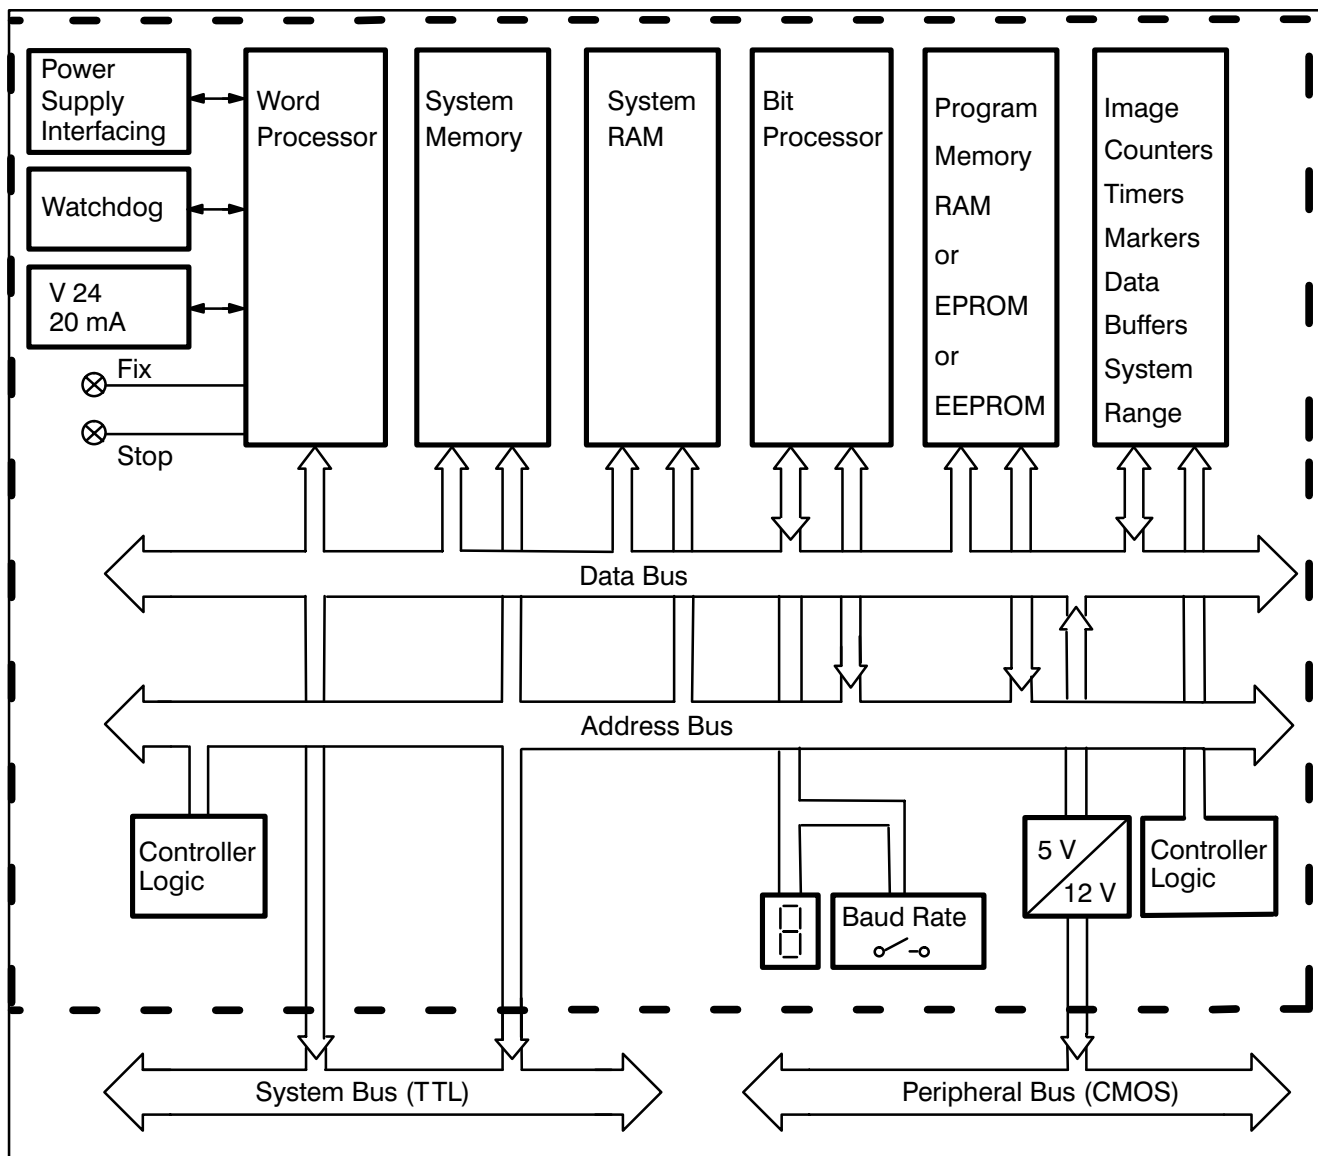 Power
Supply
Interfacing
Watchdog
V 24
20 mA
Fix
Stop
Word
Processor
System
Memory
System
RAM
Bit
Processor
Program
Memory
RAM
or
EPROM
or
EEPROM
Image
Counters
Timers
Markers
Data
Buffers
System
Range
Data Bus
Address Bus
Controller
Logic
Baud Rate
5 V
12 V
Controller
Logic
System Bus (TTL)
Peripheral Bus (CMOS)